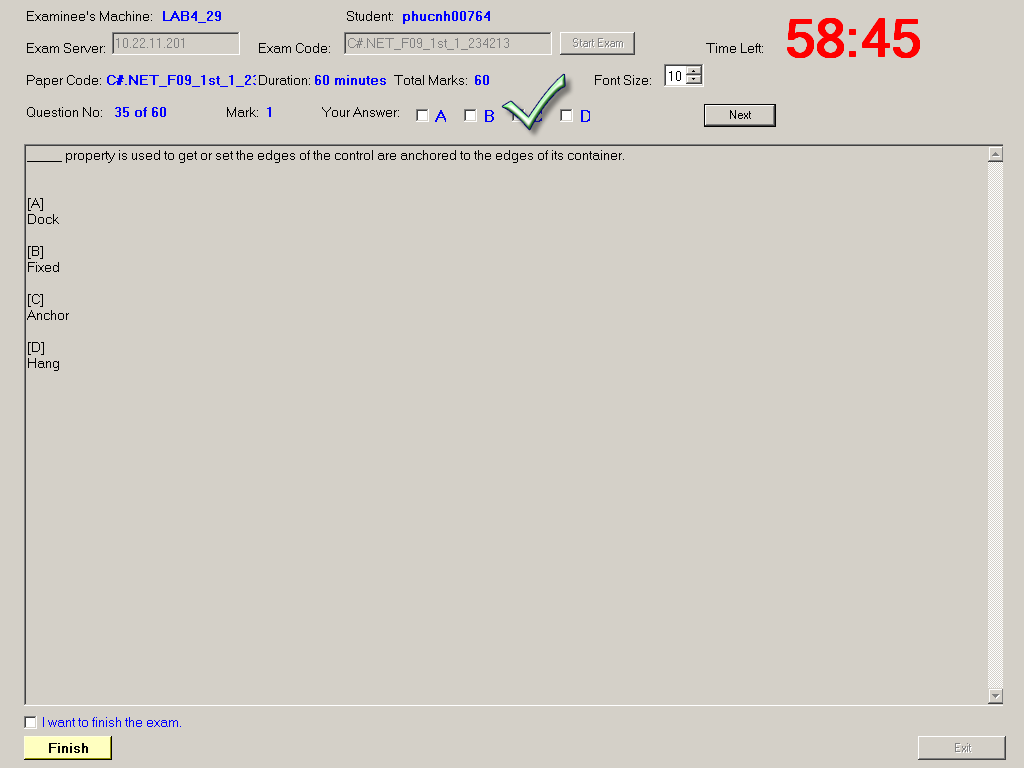 Examinee's Machine: LAB4_29 Student: phucnh00764
Exam Server: 10.22.11.201 Exam Code: C#.NET_F09_1st_1_234213 Start Exam Time Left: 58:45
Paper Code: C#.NET_F09_1st_1_23 Duration: 60 minutes Total Marks: 60 Font Size: 10
Question No: 35 of 60 Mark: 1 Your Answer: A B C D Next
_____ property is used to get or set the edges of the control are anchored to the edges of its container.
[A]
Dock
[B]
Fixed
[C]
Anchor
[D]
Hang
I want to finish the exam.
Finish Exit